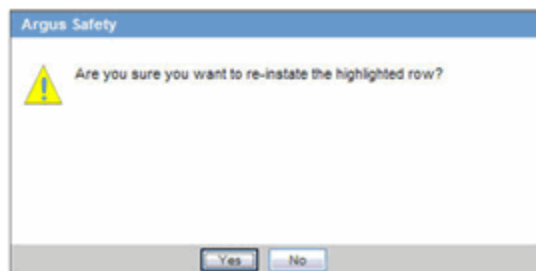 Argus Safety
Are you sure you want to re-instate the highlighted row?
Yes No